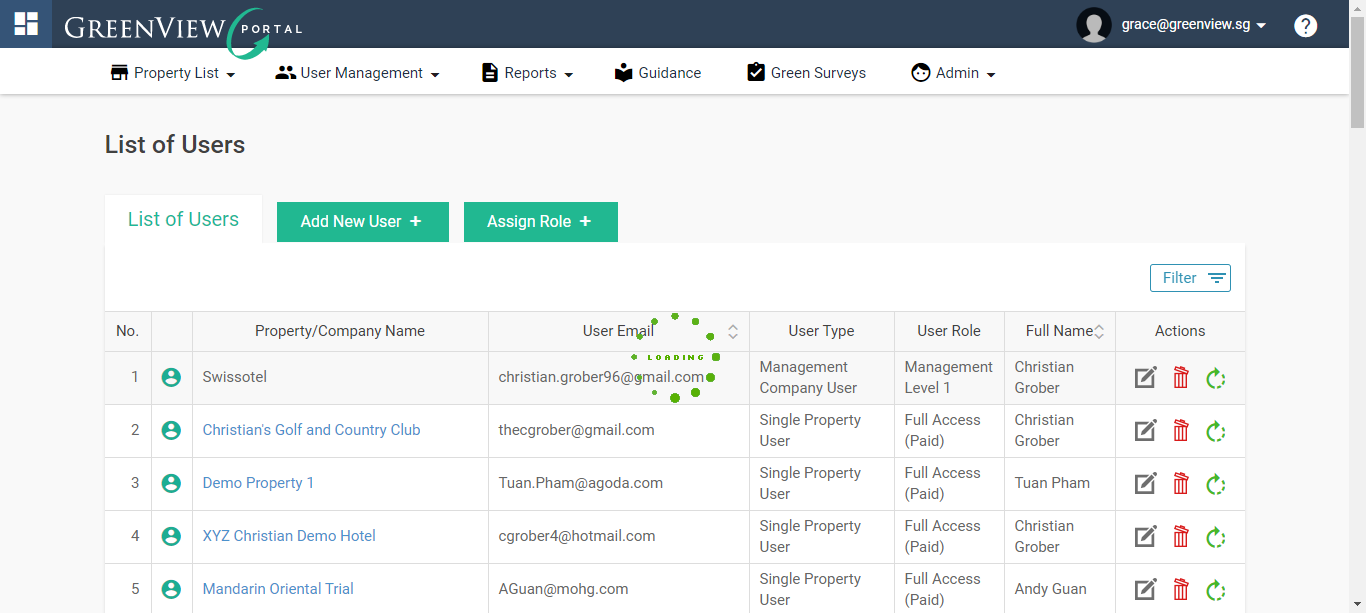 GREENVIEW PORTAL
grace@greenview.sg
?
Property List
User Management
Reports
Guidance
Green Surveys
Admin
List of Users
List of Users
Add New User +
Assign Role +
Filter
No.
Property/Company Name
User Email
User Type
User Role
Full Name
Actions
LOADING
1
Swissotel
christian.grober96@gmail.com
Management
Company User
Management
Level 1
Christian
Grober
2
Christian's Golf and Country Club
thecgrober@gmail.com
Single Property
User
Full Access
(Paid)
Christian
Grober
3
Demo Property 1
Tuan.Pham@agoda.com
Single Property
User
Full Access
(Paid)
Tuan Pham
4
XYZ Christian Demo Hotel
cgrober4@hotmail.com
Single Property
User
Full Access
(Paid)
Christian
Grober
5
Mandarin Oriental Trial
AGuan@mohg.com
Single Property
User
Full Access
(Paid)
Andy Guan